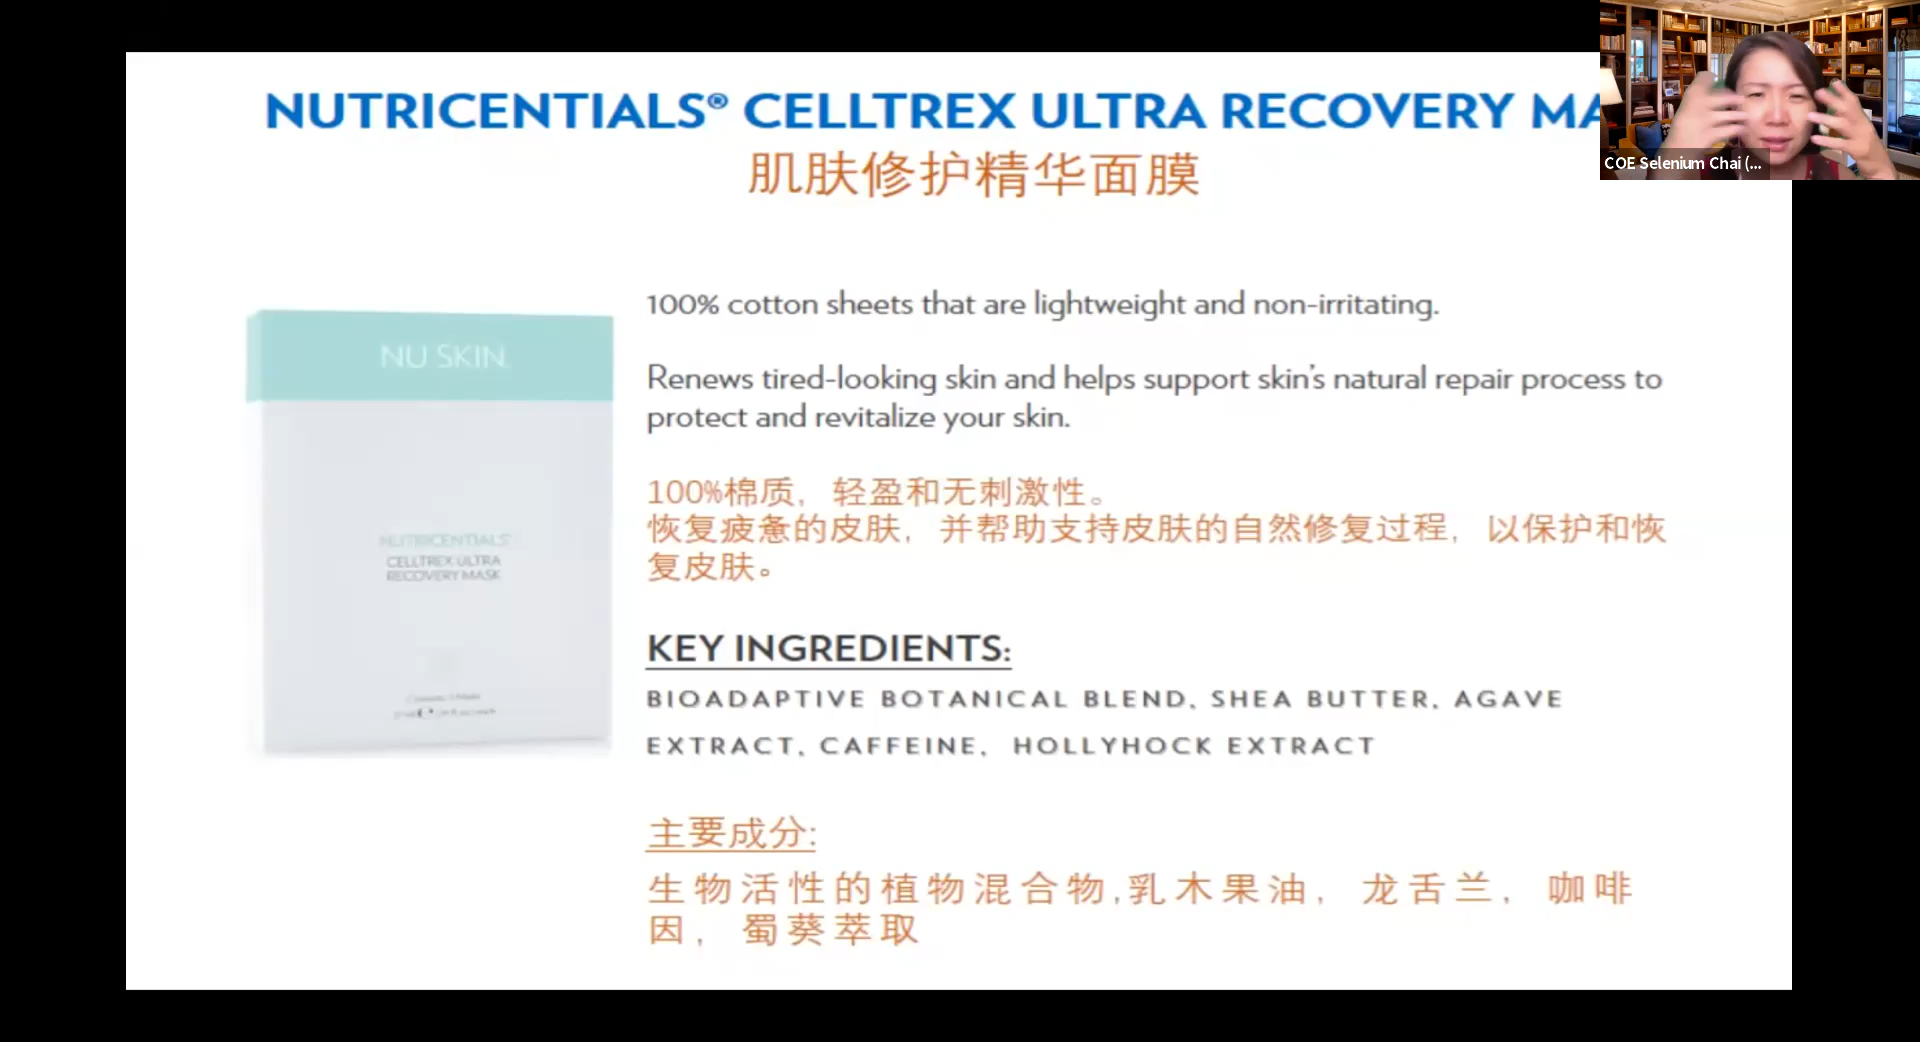 NUTRICENTIALS® CELLTREX ULTRA RECOVERY MA
肌肤修护精华面膜
COE Selenium Chai (...
100% cotton sheets that are lightweight and non-irritating.
Renews tired-looking skin and helps support skin's natural repair process to
protect and revitalize your skin.
100%棉质，轻盈和无刺激性。
恢复疲惫的皮肤，并帮助支持皮肤的自然修复过程，以保护和恢
复皮肤。
KEY INGREDIENTS:
BIOADAPTIVE BOTANICAL BLEND, SHEA BUTTER, AGAVE
EXTRACT, CAFFEINE, HOLLYHOCK EXTRACT
主要成分:
生物活性的植物混合物,乳木果油，龙舌兰，咖啡
因，蜀葵萃取
NU SKIN
NUTRICENTIALS
CELLTREX ULTRA
RECOVERY MASK